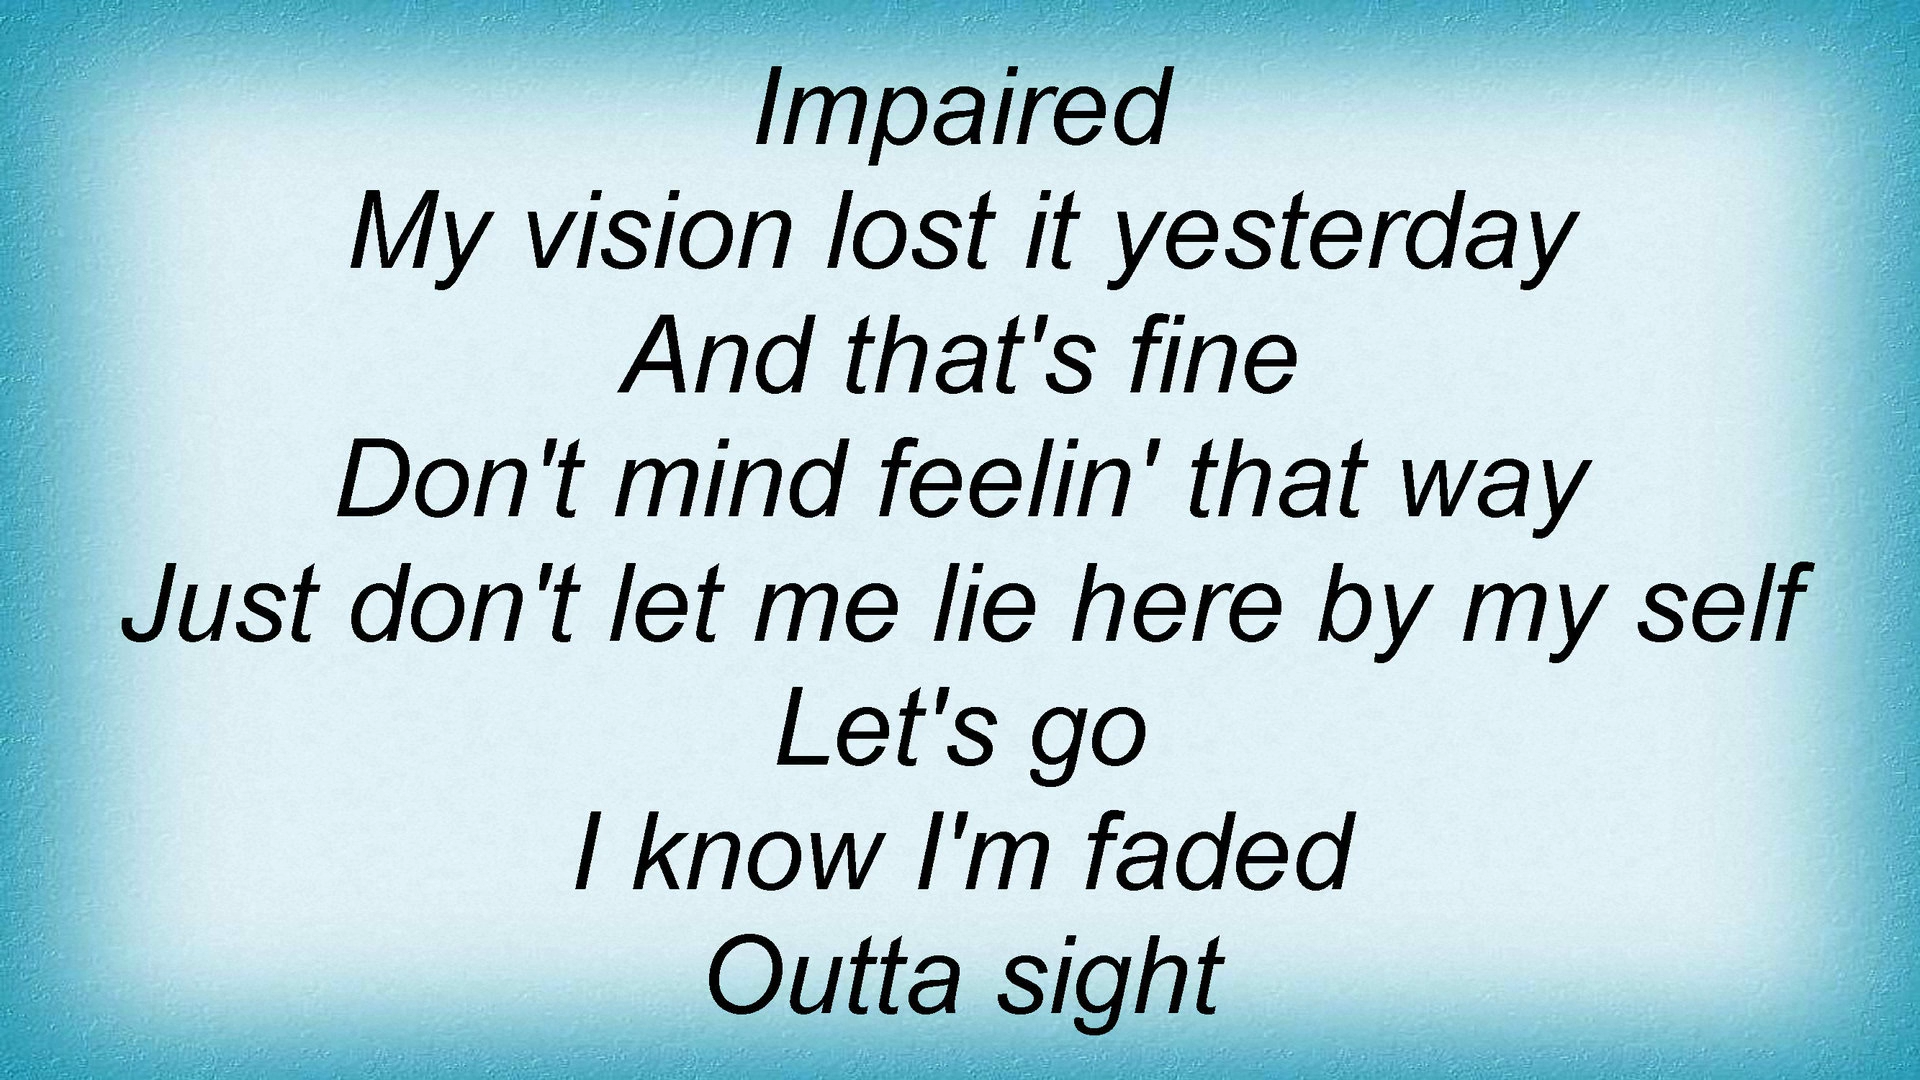 Impaired
My vision lost it yesterday
And that's fine
Don't mind feelin' that way
Just don't let me lie here by my self
Let's go
I know I'm faded
Outta sight